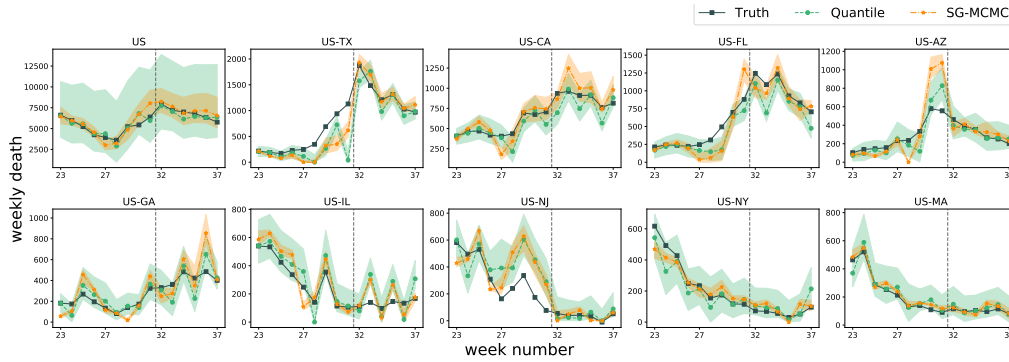 Truth Quantile SG-MCMC
US US-TX US-CA US-FL US-AZ
12500 10000 7500 5000 2500
23 27 32 37
2000 1500 1000 500 0
23 27 32 37
1250 1000 750 500 250 0
23 27 32 37
1500 1250 1000 750 500 250 0
23 27 32 37
1200 1000 800 600 400 200 0
23 27 32 37
weekly death
US-GA US-IL US-NJ US-NY US-MA
1000 800 600 400 200 0
23 27 32 37
800 600 400 200 0
23 27 32 37
800 600 400 200 0
23 27 32 37
600 400 200 0
23 27 32 37
800 600 400 200 0
23 27 32 37
week number